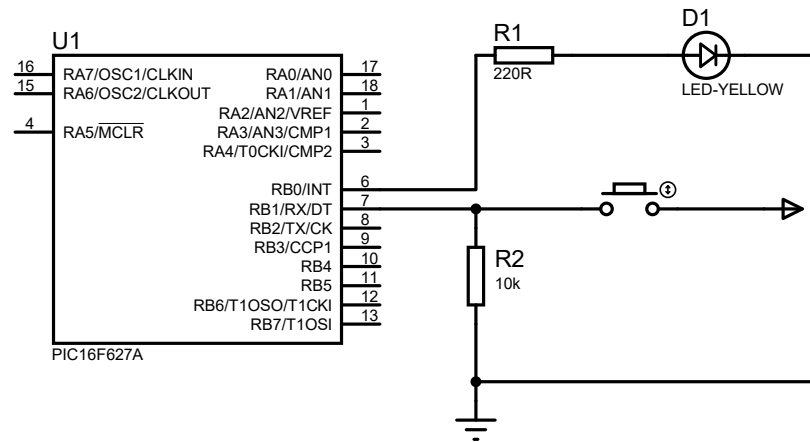 U1
16 RA7/OSC1/CLKIN RA0/AN0 17
15 RA6/OSC2/CLKOUT RA1/AN1 18
RA2/AN2/VREF 1
4 RA5/MCLR RA3/AN3/CMP1 2
RA4/T0CKI/CMP2 3
RB0/INT 6
RB1/RX/DT 7
RB2/TX/CK 8
RB3/CCP1 9
RB4 10
RB5 11
RB6/T1OSO/T1CKI 12
RB7/T1OSI 13
PIC16F627A
R1
220R
D1
LED-YELLOW
R2
10k